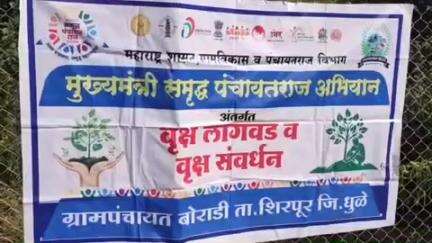 महाराष्ट्र शासन ग्रामविकास व पंचायतराज विभाग
मुख्यमंत्री समृद्ध पंचायतराज अभियान
अंतर्गत
वृक्ष लागवड व
वृक्ष संवर्धन
ग्रामपंचायत बोराडी ता.शिरपूर जि.धुळे